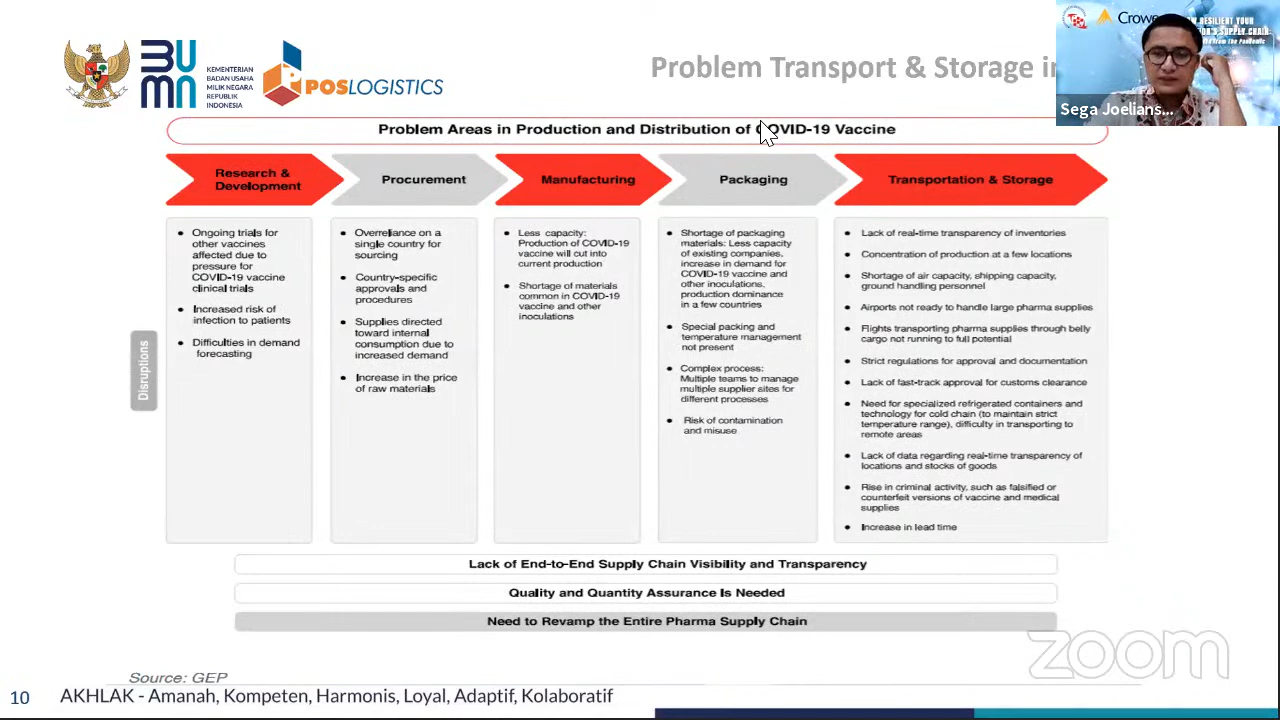 BUMN
KEMENTERIAN
BADAN USAHA
MILIK NEGARA
REPUBLIK
INDONESIA
POSLOGISTICS
Problem Transport & Storage in
Crowe
RESILIENT YOUR
SUPPLY CHAIN
Sega Joelians...
Problem Areas in Production and Distribution of COVID-19 Vaccine
Research &
Development
Procurement
Manufacturing
Packaging
Transportation & Storage
Disruptions
● Ongoing trials for
other vaccines
affected due to
pressure for
COVID-19 vaccine
clinical trials
● Increased risk of
infection to patients
● Difficulties in demand
forecasting
● Overreliance on a
single country for
sourcing
● Country-specific
approvals and
procedures
● Supplies directed
toward internal
consumption due to
increased demand
● Increase in the price
of raw materials
● Less capacity:
Production of COVID-19
vaccine will cut into
current production
● Shortage of materials
common in COVID-19
vaccine and other
inoculations
● Shortage of packaging
materials: Less capacity
of existing companies,
increase in demand for
COVID-19 vaccine and
other inoculations,
production dominance
in a few countries
● Special packing and
temperature management
not present
● Complex process:
Multiple teams to manage
multiple supplier sites for
different processes
● Risk of contamination
and misuse
● Lack of real-time transparency of inventories
● Concentration of production at a few locations
● Shortage of air capacity, shipping capacity,
ground handling personnel
● Airports not ready to handle large pharma supplies
● Flights transporting pharma supplies through belly
cargo not running to full potential
● Strict regulations for approval and documentation
● Lack of fast-track approval for customs clearance
● Need for specialized refrigerated containers and
technology for cold chain (to maintain strict
temperature range), difficulty in transporting to
remote areas
● Lack of data regarding real-time transparency of
locations and stocks of goods
● Rise in criminal activity, such as falsified or
counterfeit versions of vaccine and medical
supplies
● Increase in lead time
Lack of End-to-End Supply Chain Visibility and Transparency
Quality and Quantity Assurance Is Needed
Need to Revamp the Entire Pharma Supply Chain
zoom
Source: GEP
10 AKHLAK - Amanah, Kompeten, Harmonis, Loyal, Adaptif, Kolaboratif